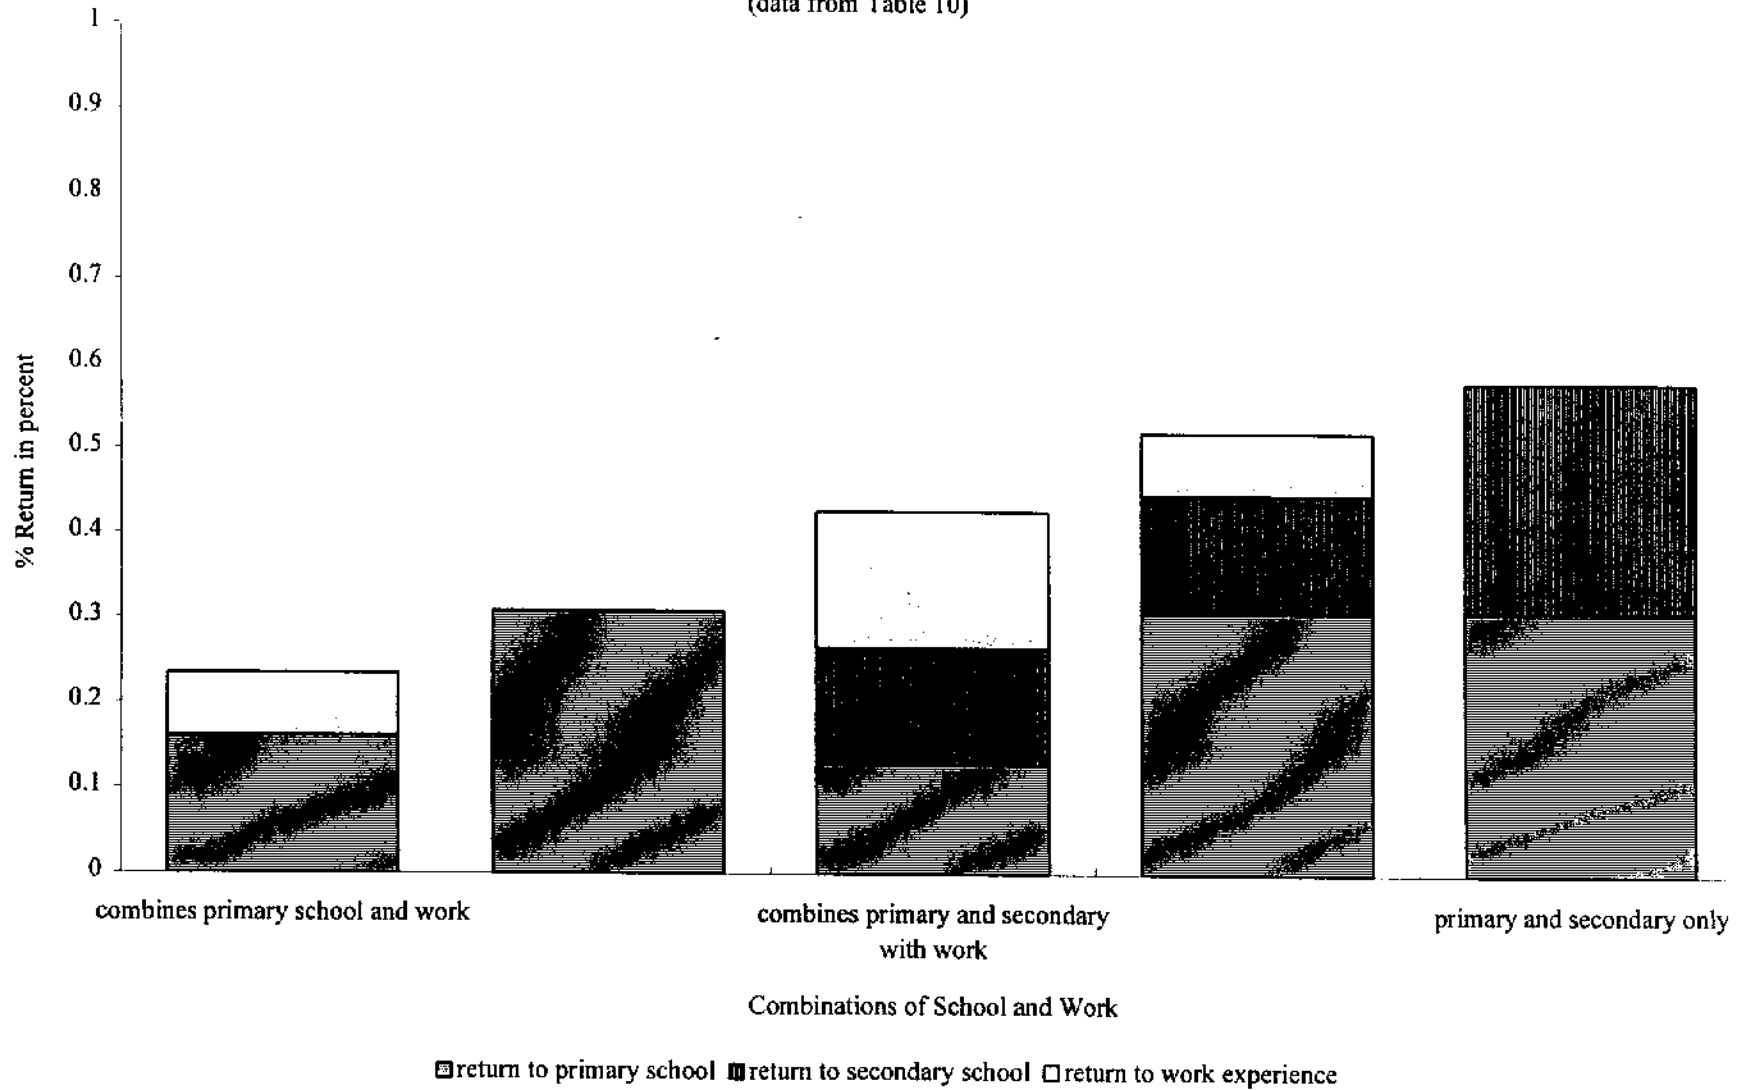 (data from Table 10)
1
0.9
0.8
0.7
0.6
0.5
0.4
0.3
0.2
0.1
0
% Return in percent
combines primary school and work
combines primary and secondary
with work
primary and secondary only
Combinations of School and Work
return to primary school return to secondary school return to work experience